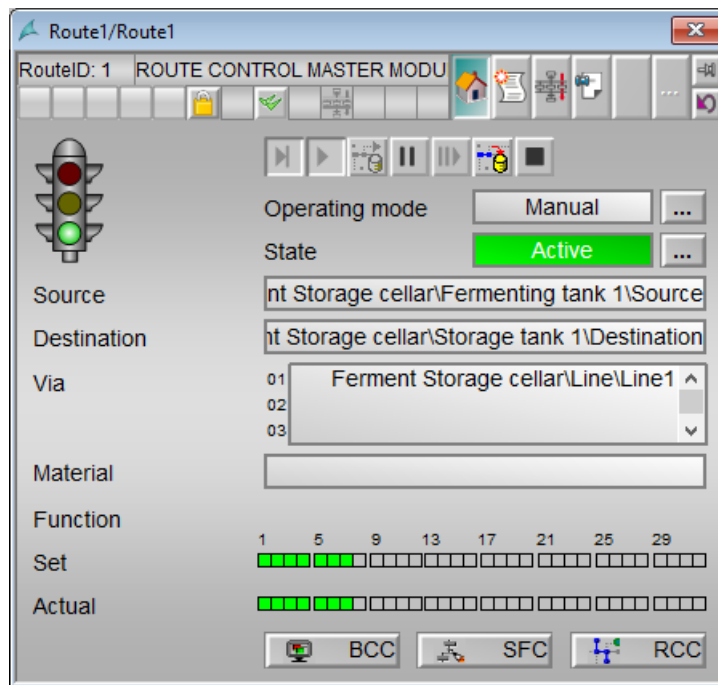 Route1/Route1
RouteID: 1 ROUTE CONTROL MASTER MODU
...
Operating mode Manual ...
State Active ...
Source nt Storage cellar\Fermenting tank 1\Source
Destination nt Storage cellar\Storage tank 1\Destination
Via 01 Ferment Storage cellar\Line\Line1
02
03
Material
Function
1 5 9 13 17 21 25 29
Set
Actual
BCC SFC RCC